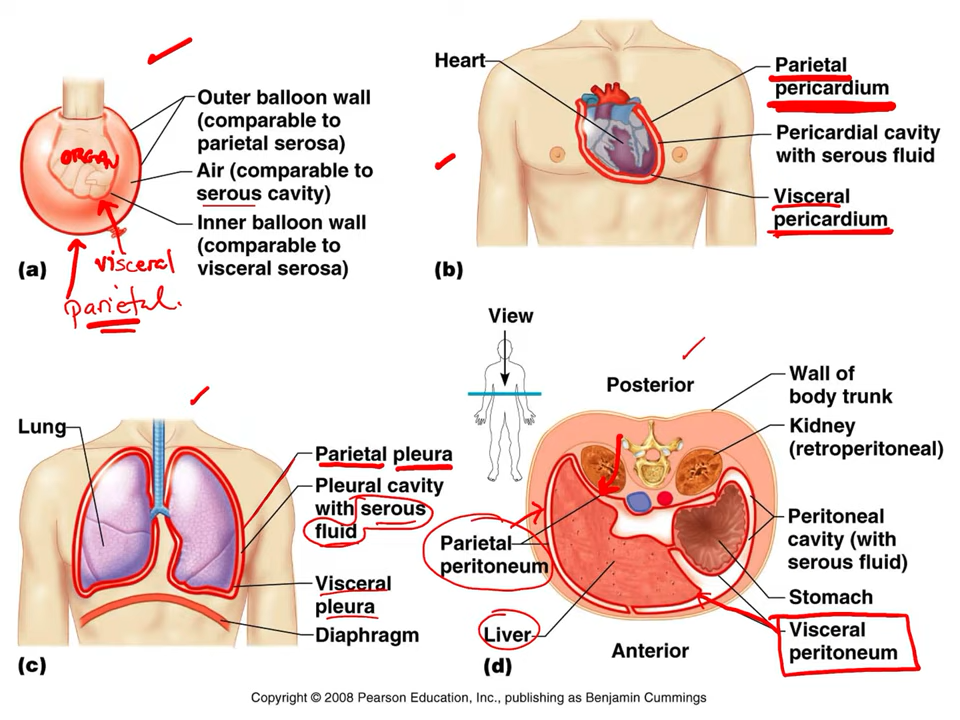 Outer balloon wall
(comparable to
parietal serosa)
ORGAN
Air (comparable to
serous cavity)
Inner balloon wall
(comparable to
visceral serosa)
visceral
parietal.
(a)
Heart
Parietal
pericardium
Pericardial cavity
with serous fluid
Visceral
pericardium
(b)
Lung
Parietal pleura
Pleural cavity
with serous
fluid
Visceral
pleura
Diaphragm
(c)
View
Posterior
Wall of
body trunk
Kidney
(retroperitoneal)
Parietal
peritoneum
Peritoneal
cavity (with
serous fluid)
Stomach
Liver
Visceral
peritoneum
Anterior
(d)
Copyright © 2008 Pearson Education, Inc., publishing as Benjamin Cummings